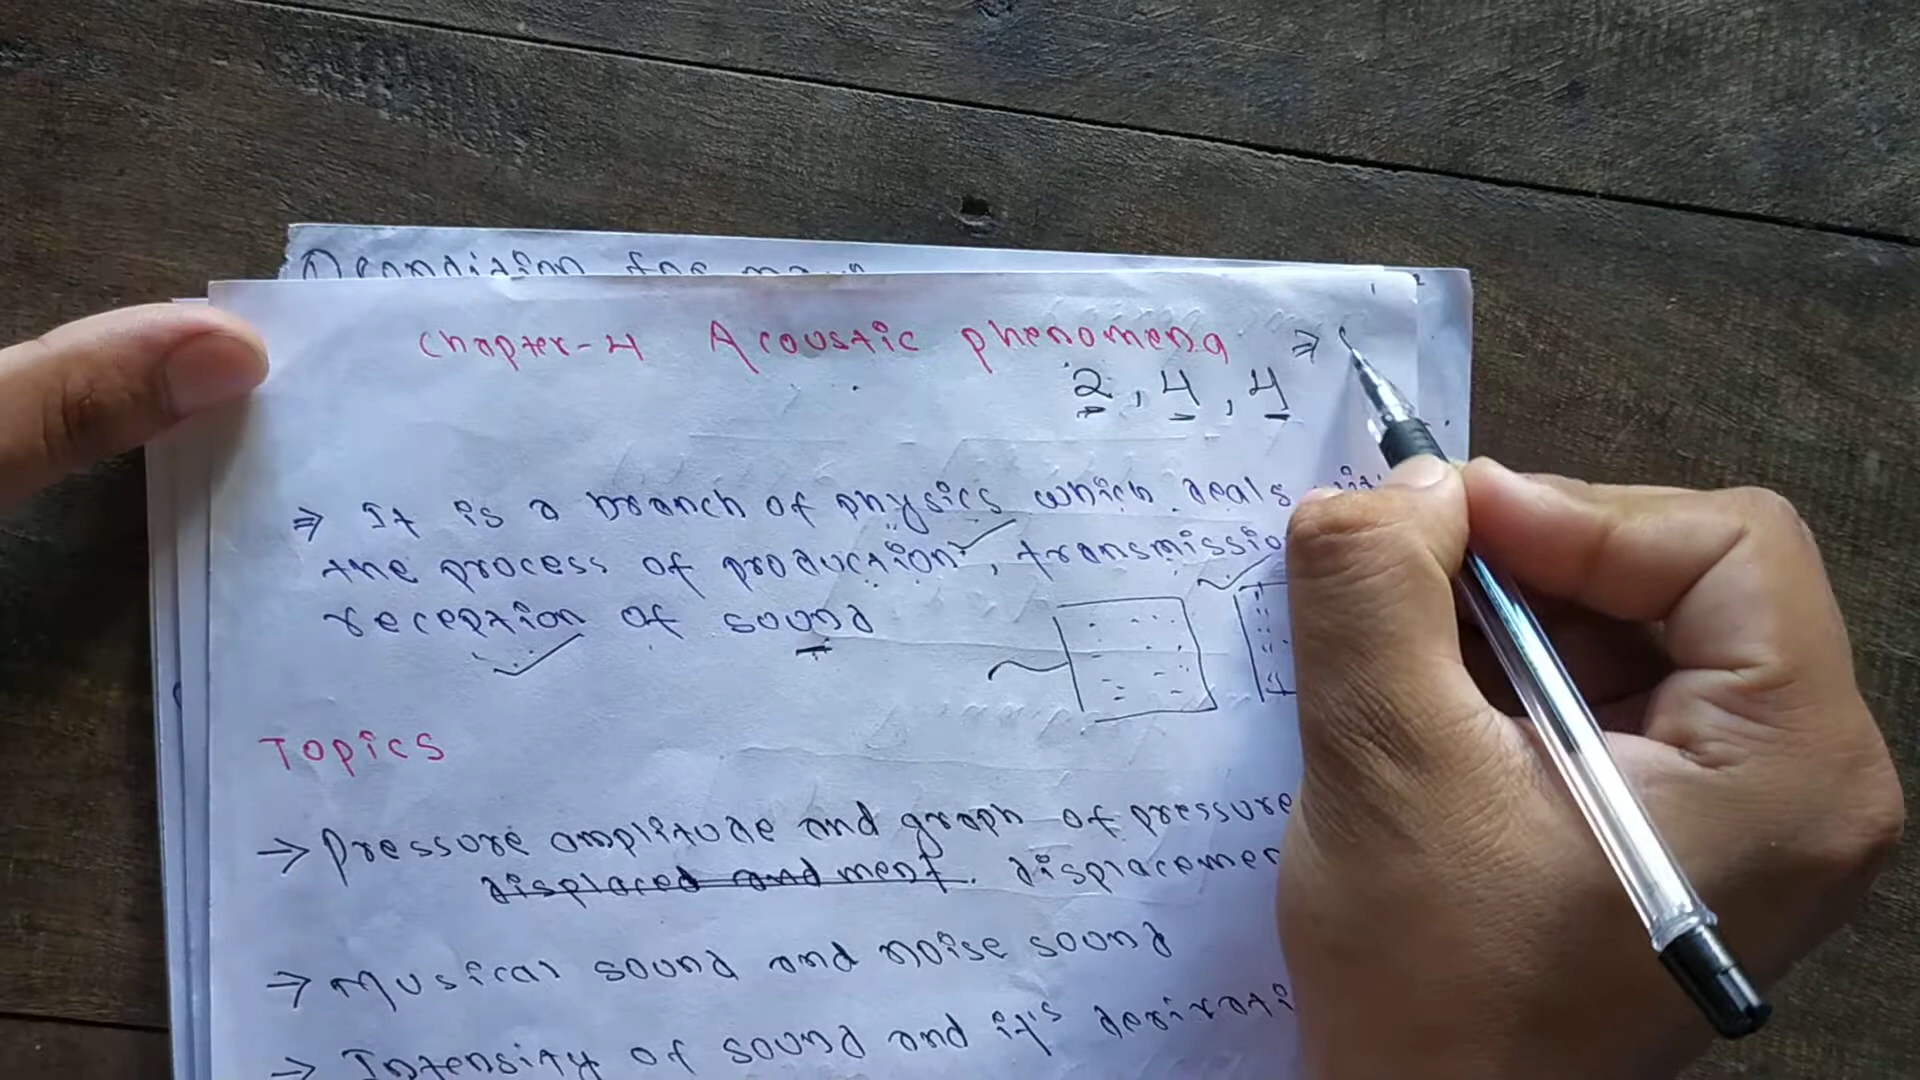 Chapter-4 Acoustic phenomena ⇒
2, 4, 4
⇒ It is a branch of physics which deals
the process of production, transmission
reception of sound
Topics
→ Pressure amplitude and graph of pressure
displaced and ment. displacemen
→ Musical sound and noise sound
→ Intensity of sound and it's derivati